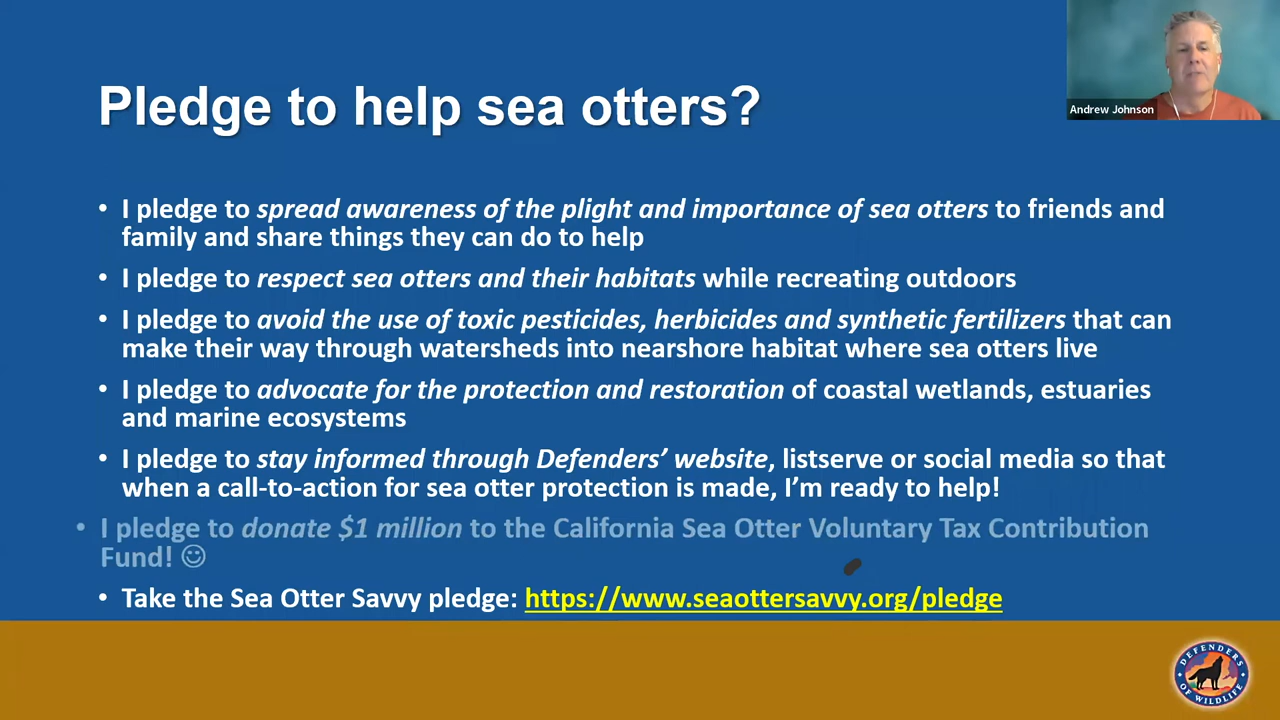 Andrew Johnson
Pledge to help sea otters?
• I pledge to spread awareness of the plight and importance of sea otters to friends and
family and share things they can do to help
• I pledge to respect sea otters and their habitats while recreating outdoors
• I pledge to avoid the use of toxic pesticides, herbicides and synthetic fertilizers that can
make their way through watersheds into nearshore habitat where sea otters live
• I pledge to advocate for the protection and restoration of coastal wetlands, estuaries
and marine ecosystems
• I pledge to stay informed through Defenders’ website, listserve or social media so that
when a call-to-action for sea otter protection is made, I’m ready to help!
• I pledge to donate $1 million to the California Sea Otter Voluntary Tax Contribution
Fund! ☺
• Take the Sea Otter Savvy pledge: https://www.seaottersavvy.org/pledge
DEFENDERS
OF WILDLIFE